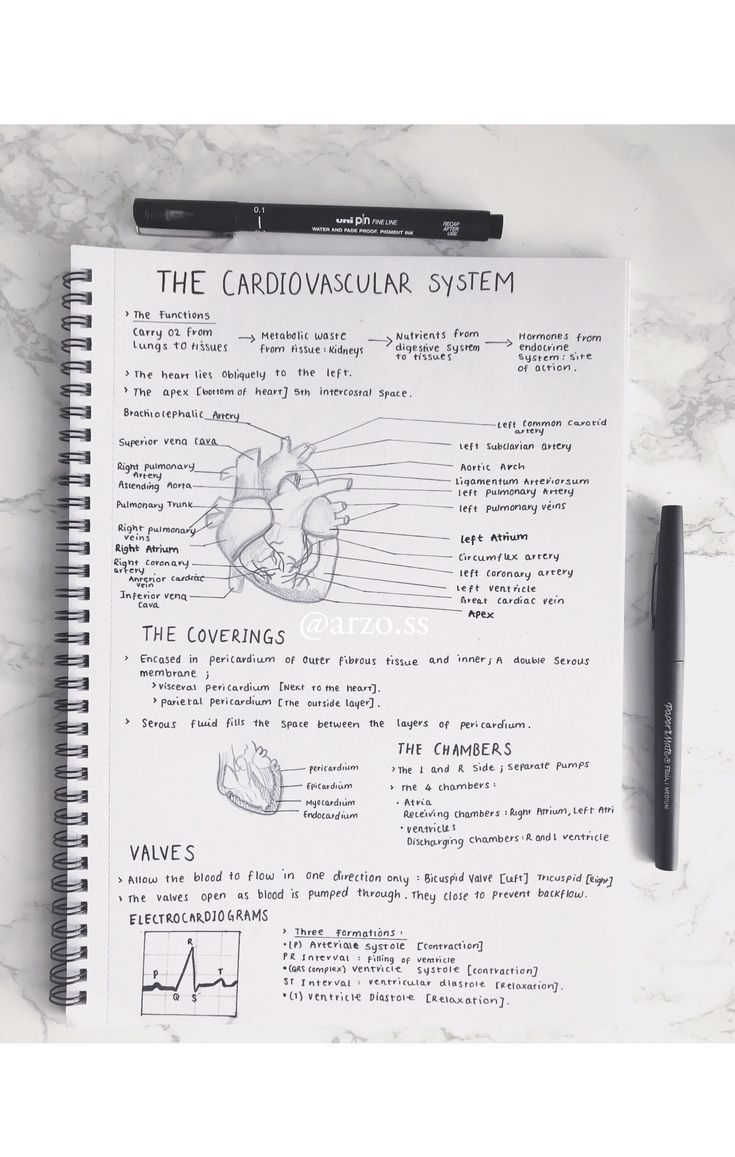 0.1
uni pin FINE LINE
WATER AND FADE PROOF, PIGMENT INK
RECAP
AFTER
USE
THE CARDIOVASCULAR SYSTEM
> The Functions
Carry O2 from
Lungs to tissues
→ Metabolic waste
from tissue : Kidneys
→ Nutrients from
digestive system
to tissues
→ Hormones from
endocrine
system : site
of action.
> The heart lies Obliquely to the left.
> The apex [bottom of heart] 5th intercostal space.
Brachiocephalic Artery
Superior vena cava
Right pulmonary
Artery
Ascending Aorta
Pulmonary Trunk
Right pulmonary
veins
Right Atrium
Right coronary
artery
Anterior cardiac
vein
Inferior vena
cava
Left common carotid
artery
left Subclarian artery
Aortic Arch
Ligamentum Arteriorsum
left pulmonary Artery
left pulmonary veins
left Atrium
Circumflex artery
left coronary artery
left ventricle
Great cardiac vein
Apex
@arzo.ss
THE COVERINGS
> Encased in pericardium of outer fibrous tissue and inner; A double Serous
membrane ;
> visceral pericardium [Next to the heart].
> parietal pericardium [The outside layer].
> Serous fluid fills the space between the layers of pericardium.
pericardium
Epicardium
Myocardium
Endocardium
THE CHAMBERS
> The L and R side ; separate pumps
> The 4 chambers :
• Atria
Receiving chambers : Right Atrium, Left Atri
• ventricles
Discharging chambers : R and L ventricle
VALVES
> Allow the blood to flow in one direction only : Bicuspid valve [left] Tricuspid [Right]
> The valves open as blood is pumped through. They close to prevent backflow.
ELECTROCARDIOGRAMS
P
R
Q
S
T
> Three formations :
• (P) Arteriale Systole [contraction]
PR Interval : filling of ventricle
• (QRS complex) ventricle systole [contraction]
ST Interval : ventricular diastole [Relaxation].
• (T) ventricle Diastole [Relaxation].
Paper Mate® FLAIR MEDIUM